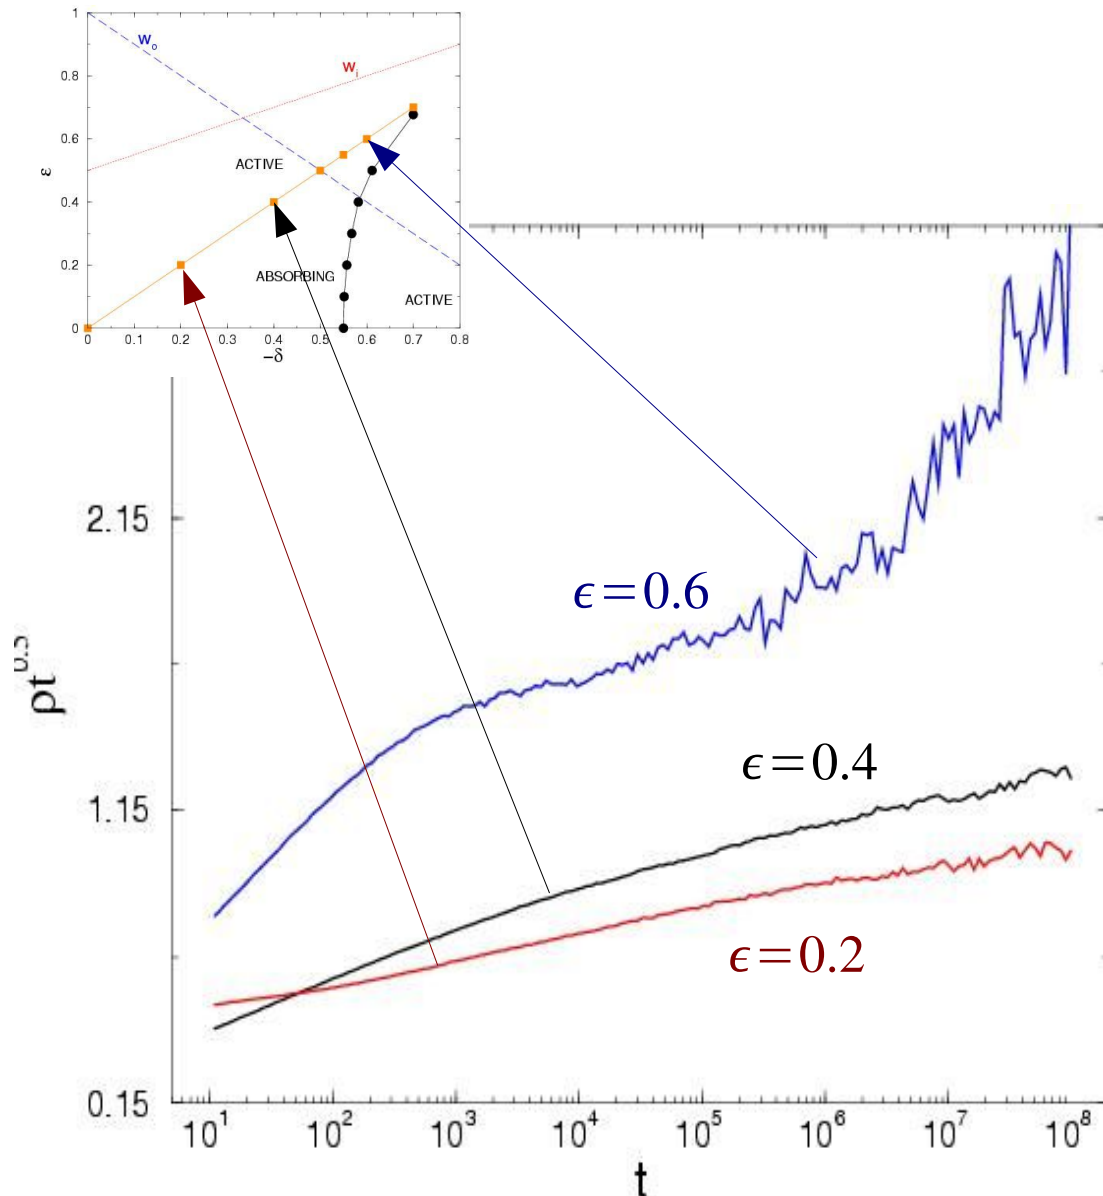 1
0.8
0.6
0.4
0.2
0
ε
wₒ
wᵢ
ACTIVE
ABSORBING
ACTIVE
0 0.1 0.2 0.3 0.4 0.5 0.6 0.7 0.8
−δ
2.15
1.15
0.15
ϵ=0.6
ϵ=0.4
ϵ=0.2
10¹ 10² 10³ 10⁴ 10⁵ 10⁶ 10⁷ 10⁸
t